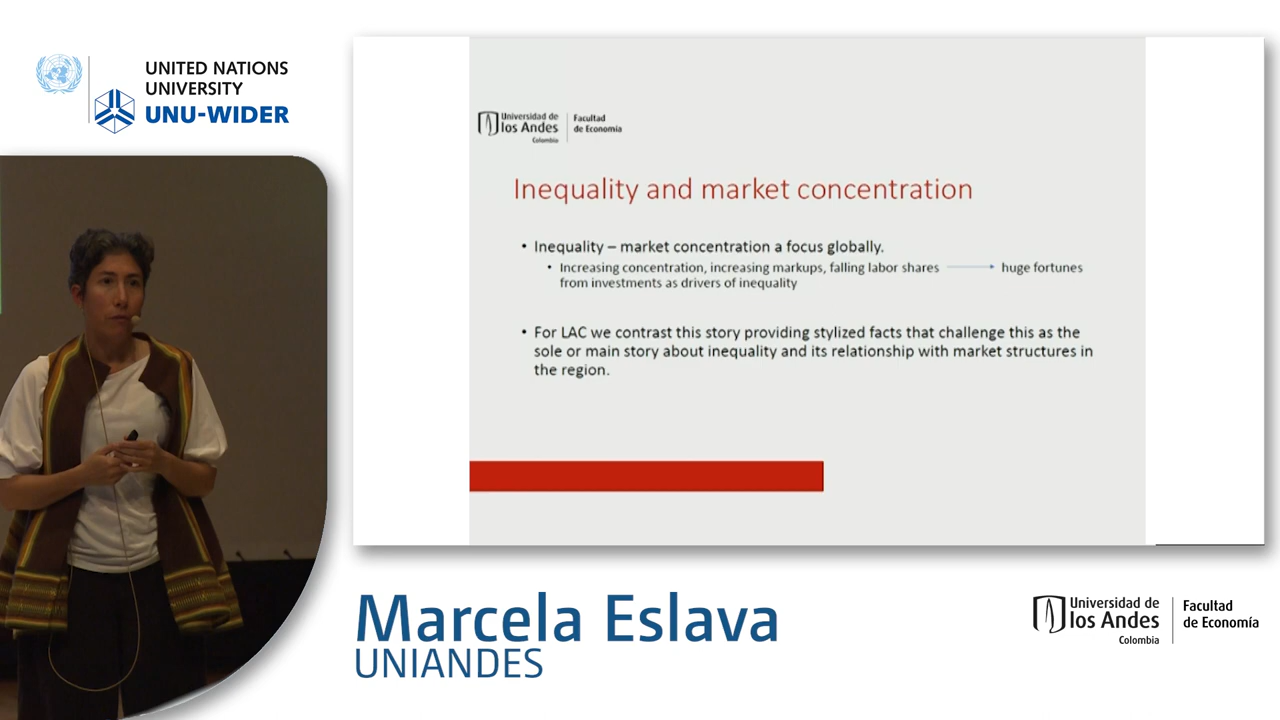 UNITED NATIONS
UNIVERSITY
UNU-WIDER
Universidad de
los Andes
Colombia
Facultad
de Economía
Inequality and market concentration
• Inequality – market concentration a focus globally.
• Increasing concentration, increasing markups, falling labor shares → huge fortunes
from investments as drivers of inequality
• For LAC we contrast this story providing stylized facts that challenge this as the
sole or main story about inequality and its relationship with market structures in
the region.
Marcela Eslava
UNIANDES
Universidad de
los Andes
Colombia
Facultad
de Economía